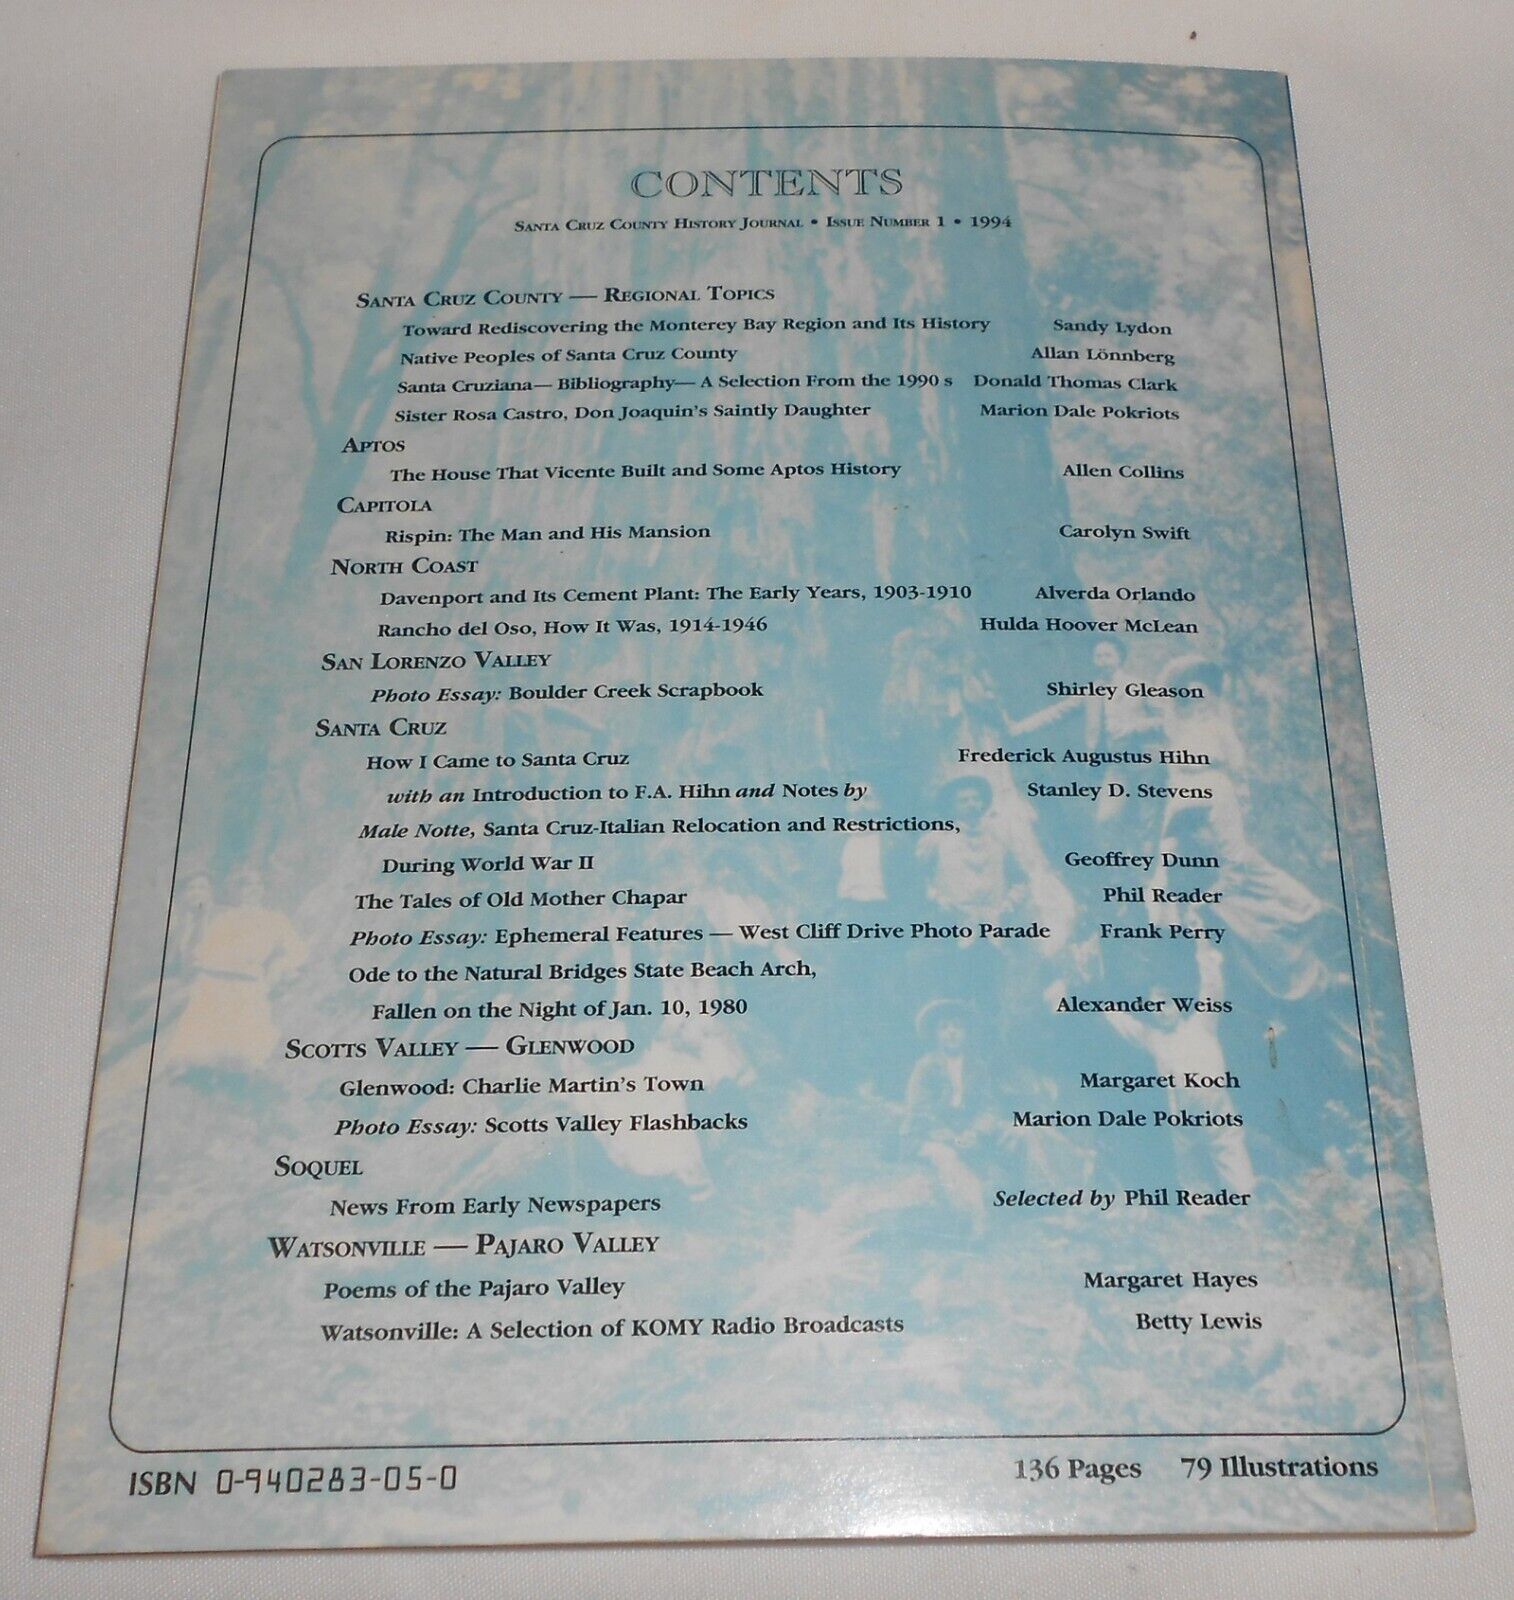 CONTENTS
SANTA CRUZ COUNTY HISTORY JOURNAL • ISSUE NUMBER 1 • 1994
SANTA CRUZ COUNTY — REGIONAL TOPICS
Toward Rediscovering the Monterey Bay Region and Its History Sandy Lydon
Native Peoples of Santa Cruz County Allan Lönnberg
Santa Cruziana— Bibliography— A Selection From the 1990 s Donald Thomas Clark
Sister Rosa Castro, Don Joaquin's Saintly Daughter Marion Dale Pokriots
APTOS
The House That Vicente Built and Some Aptos History Allen Collins
CAPITOLA
Rispin: The Man and His Mansion Carolyn Swift
NORTH COAST
Davenport and Its Cement Plant: The Early Years, 1903-1910 Alverda Orlando
Rancho del Oso, How It Was, 1914-1946 Hulda Hoover McLean
SAN LORENZO VALLEY
Photo Essay: Boulder Creek Scrapbook Shirley Gleason
SANTA CRUZ
How I Came to Santa Cruz Frederick Augustus Hihn
with an Introduction to F.A. Hihn and Notes by Stanley D. Stevens
Male Notte, Santa Cruz-Italian Relocation and Restrictions,
During World War II Geoffrey Dunn
The Tales of Old Mother Chapar Phil Reader
Photo Essay: Ephemeral Features — West Cliff Drive Photo Parade Frank Perry
Ode to the Natural Bridges State Beach Arch,
Fallen on the Night of Jan. 10, 1980 Alexander Weiss
SCOTTS VALLEY — GLENWOOD
Glenwood: Charlie Martin's Town Margaret Koch
Photo Essay: Scotts Valley Flashbacks Marion Dale Pokriots
SOQUEL
News From Early Newspapers Selected by Phil Reader
WATSONVILLE — PAJARO VALLEY
Poems of the Pajaro Valley Margaret Hayes
Watsonville: A Selection of KOMY Radio Broadcasts Betty Lewis
ISBN 0-940283-05-0 136 Pages 79 Illustrations